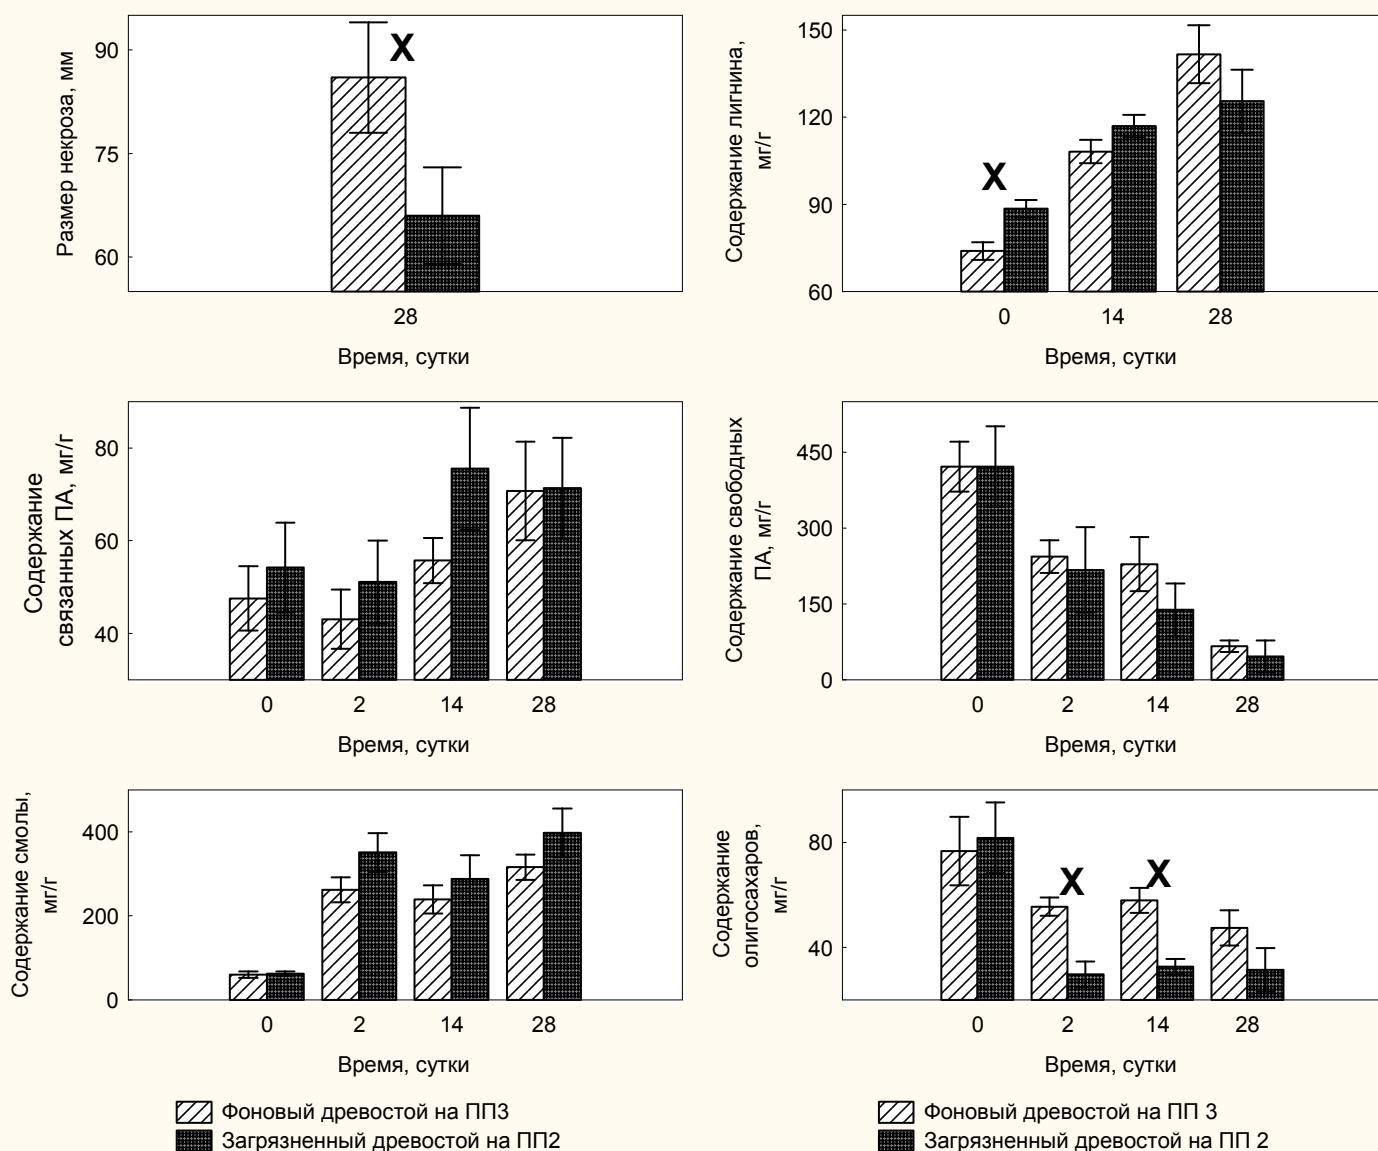 Размер некроза, мм
90
75
60
X
28
Время, сутки
Содержание лигнина,
мг/г
150
120
90
60
X
0 14 28
Время, сутки
Содержание
связанных ПА, мг/г
80
60
40
0 2 14 28
Время, сутки
Содержание свободных
ПА, мг/г
450
300
150
0
0 2 14 28
Время, сутки
Содержание смолы,
мг/г
400
200
0
0 2 14 28
Время, сутки
Содержание
олигосахаров,
мг/г
80
40
X X
0 2 14 28
Время, сутки
Фоновый древостой на ПП3
Загрязненный древостой на ПП2
Фоновый древостой на ПП 3
Загрязненный древостой на ПП 2